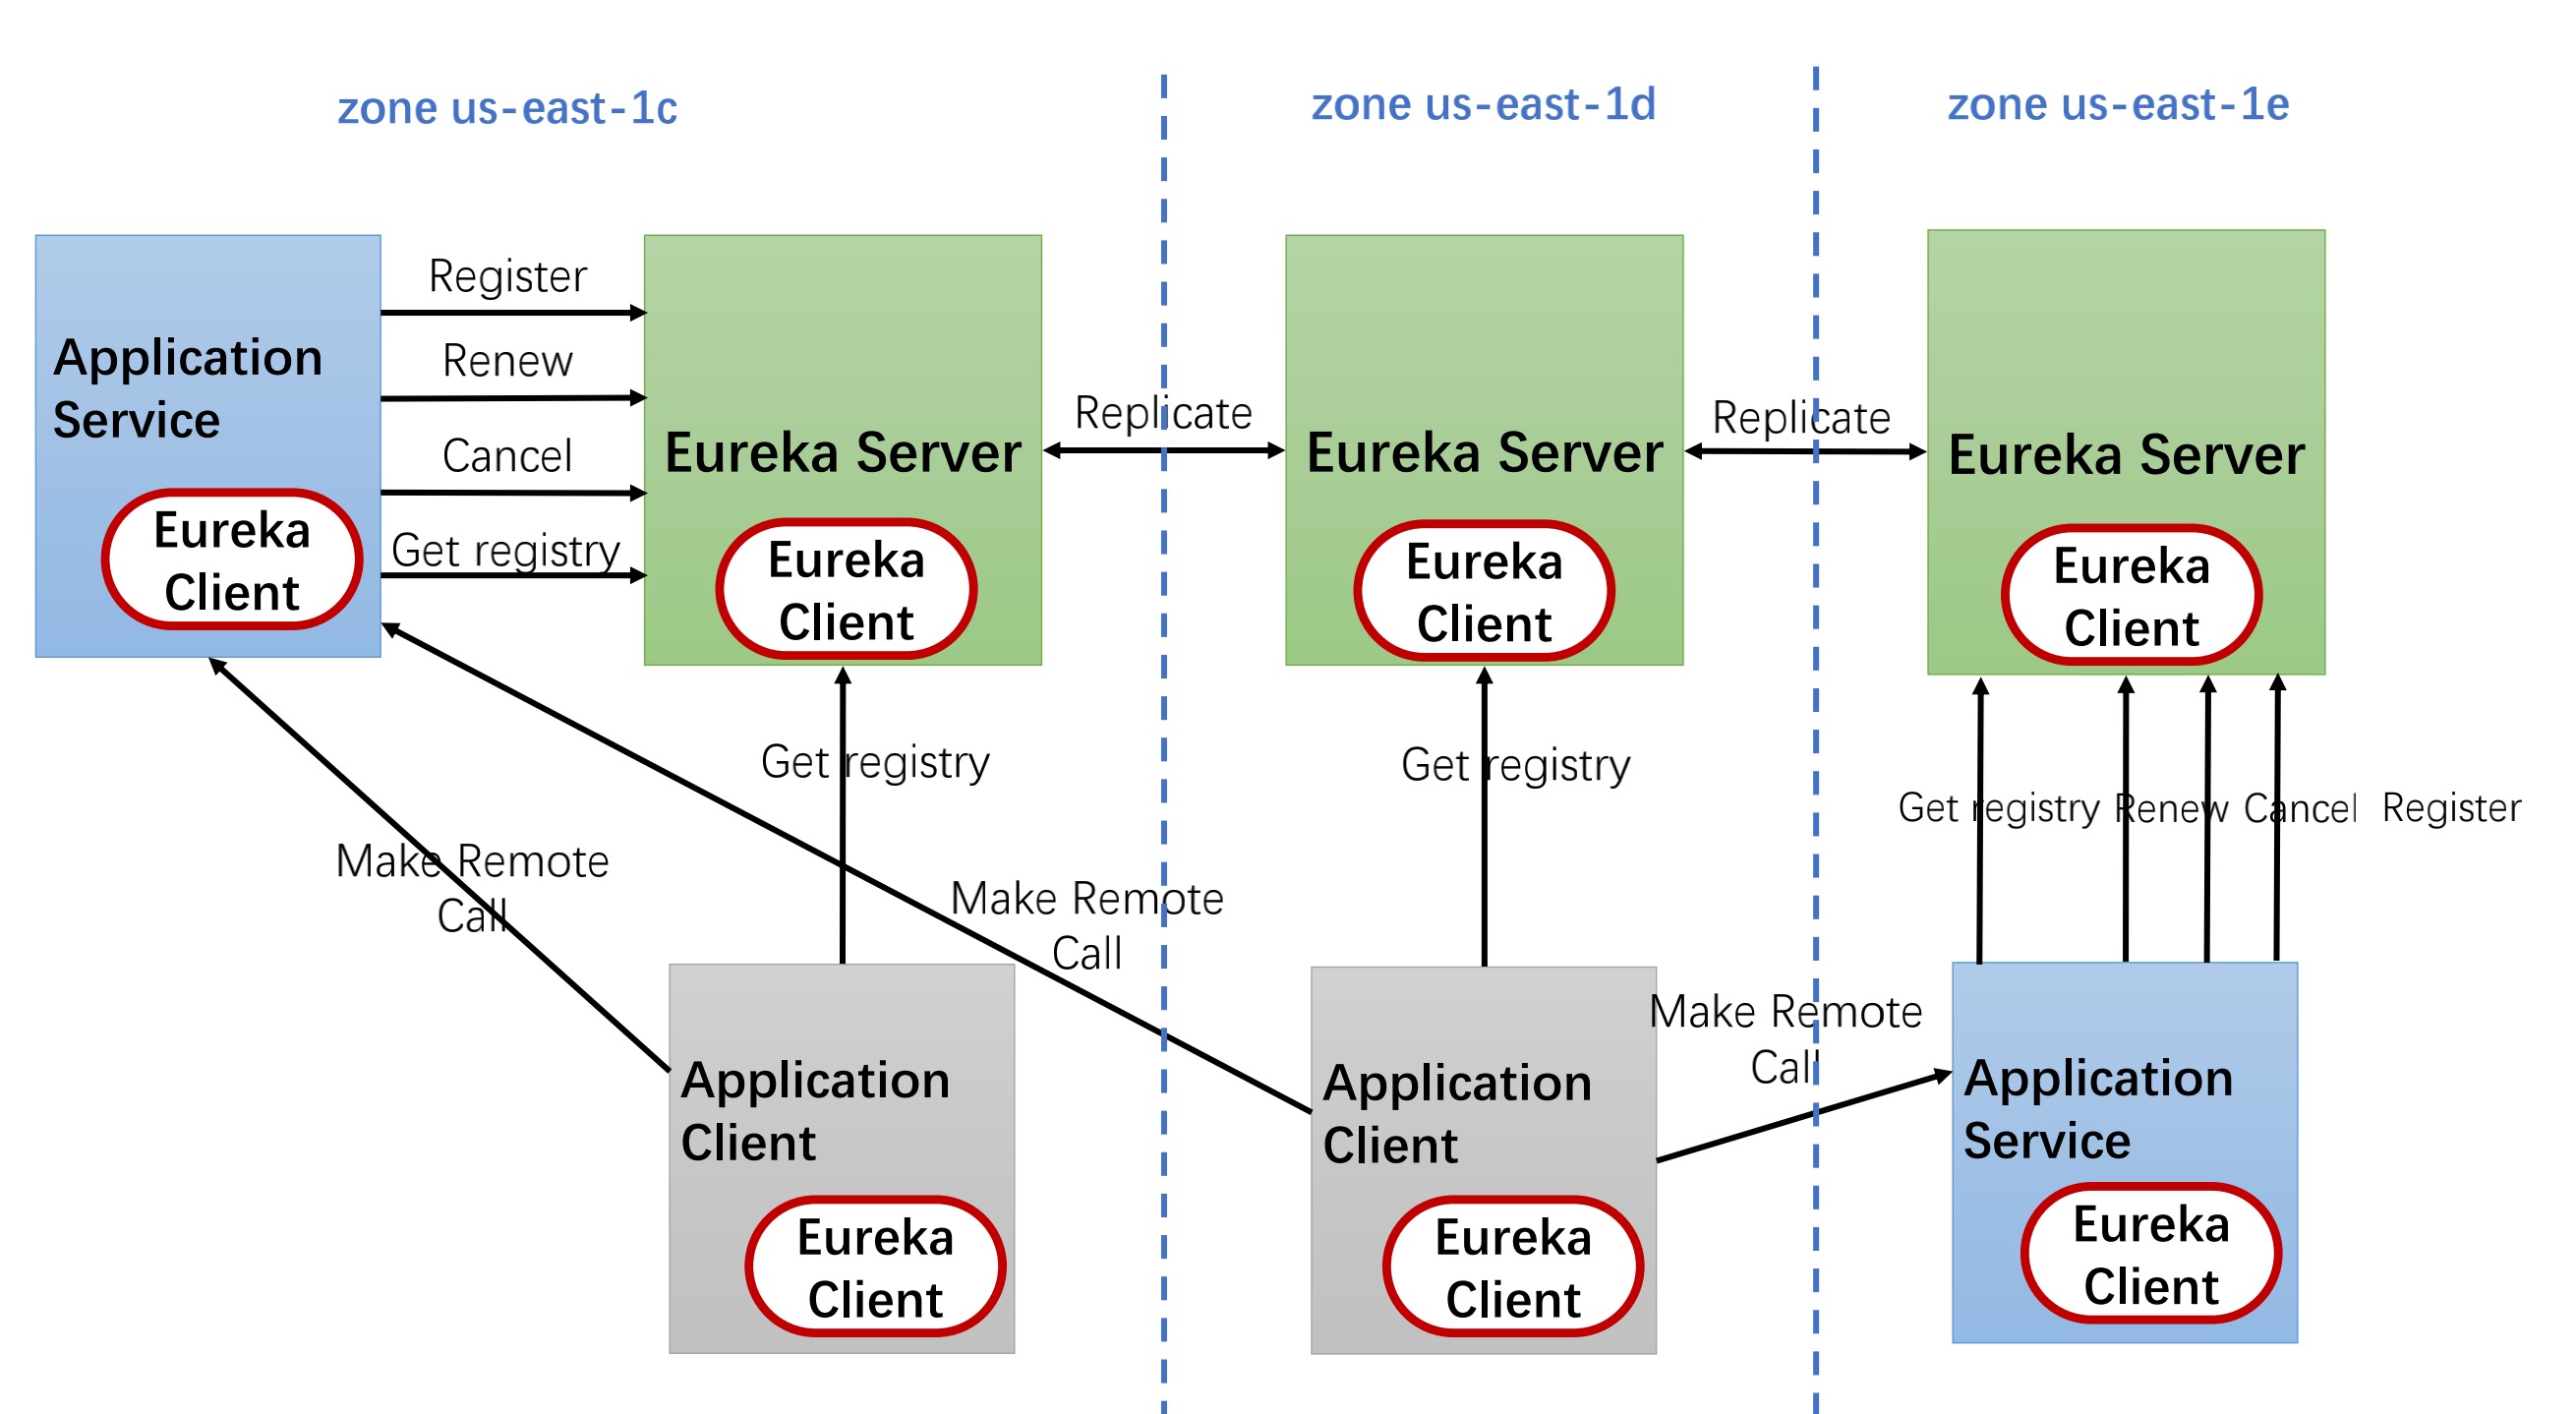 zone us-east-1c
zone us-east-1d
zone us-east-1e
Application
Service
Eureka
Client
Register
Renew
Cancel
Get registry
Eureka Server
Eureka
Client
Replicate
Eureka Server
Eureka
Client
Replicate
Eureka Server
Eureka
Client
Make Remote
Call
Get registry
Make Remote
Call
Get registry
Make Remote
Call
Get registry
Renew
Cancel
Register
Application
Client
Eureka
Client
Application
Client
Eureka
Client
Application
Service
Eureka
Client